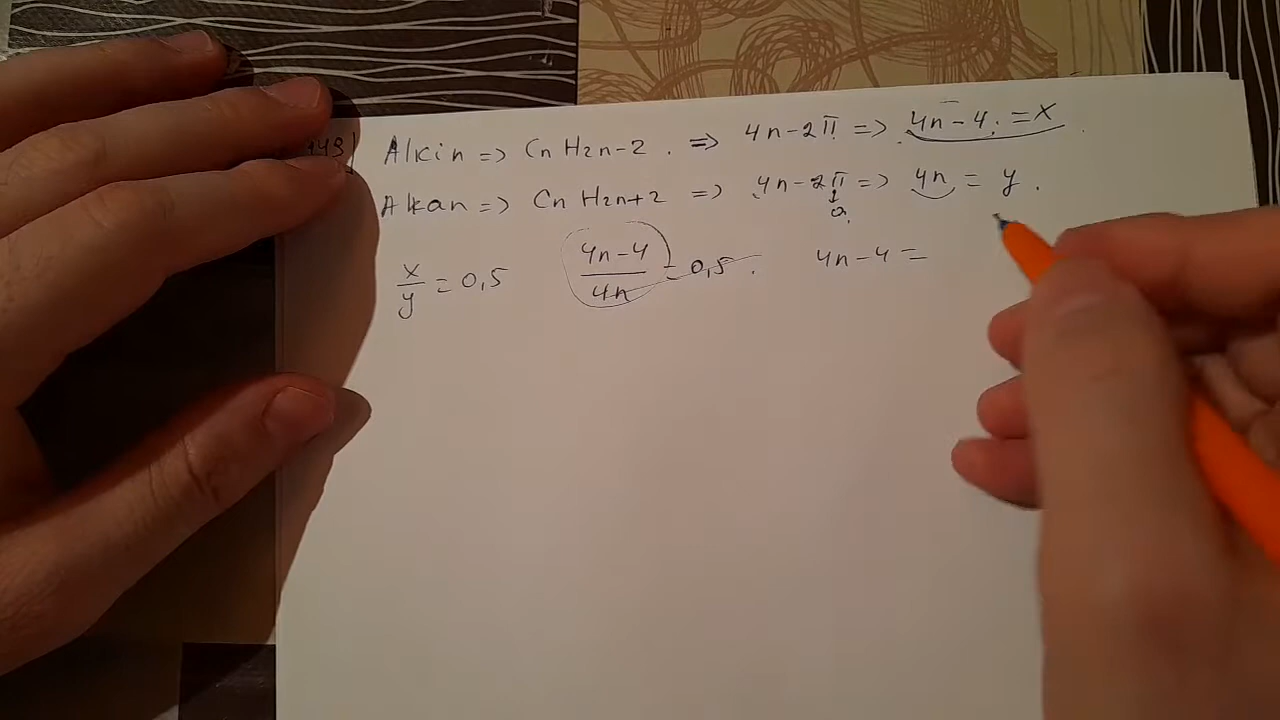 Alkin => CnH2n-2 . => 4n-2π => 4n-4. = X
Alkan => CnH2n+2 => 4n-2π => 4n = y.
0.
x/y = 0,5 (4n-4)/4n = 0,5. 4n-4 =